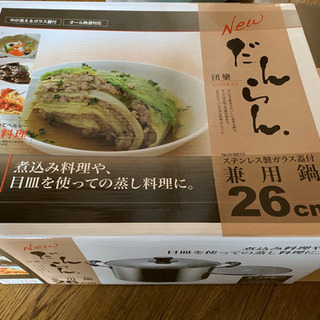 中が見えるガラス蓋付
オール熱源対応
New
だんらん。
団欒
料理
煮込み料理や、
目皿を使っての蒸し料理に。
ステンレス製ガラス蓋付
兼用鍋
26cm
New
だんらん。
煮込み料理や
目皿を使っての蒸し料理に。